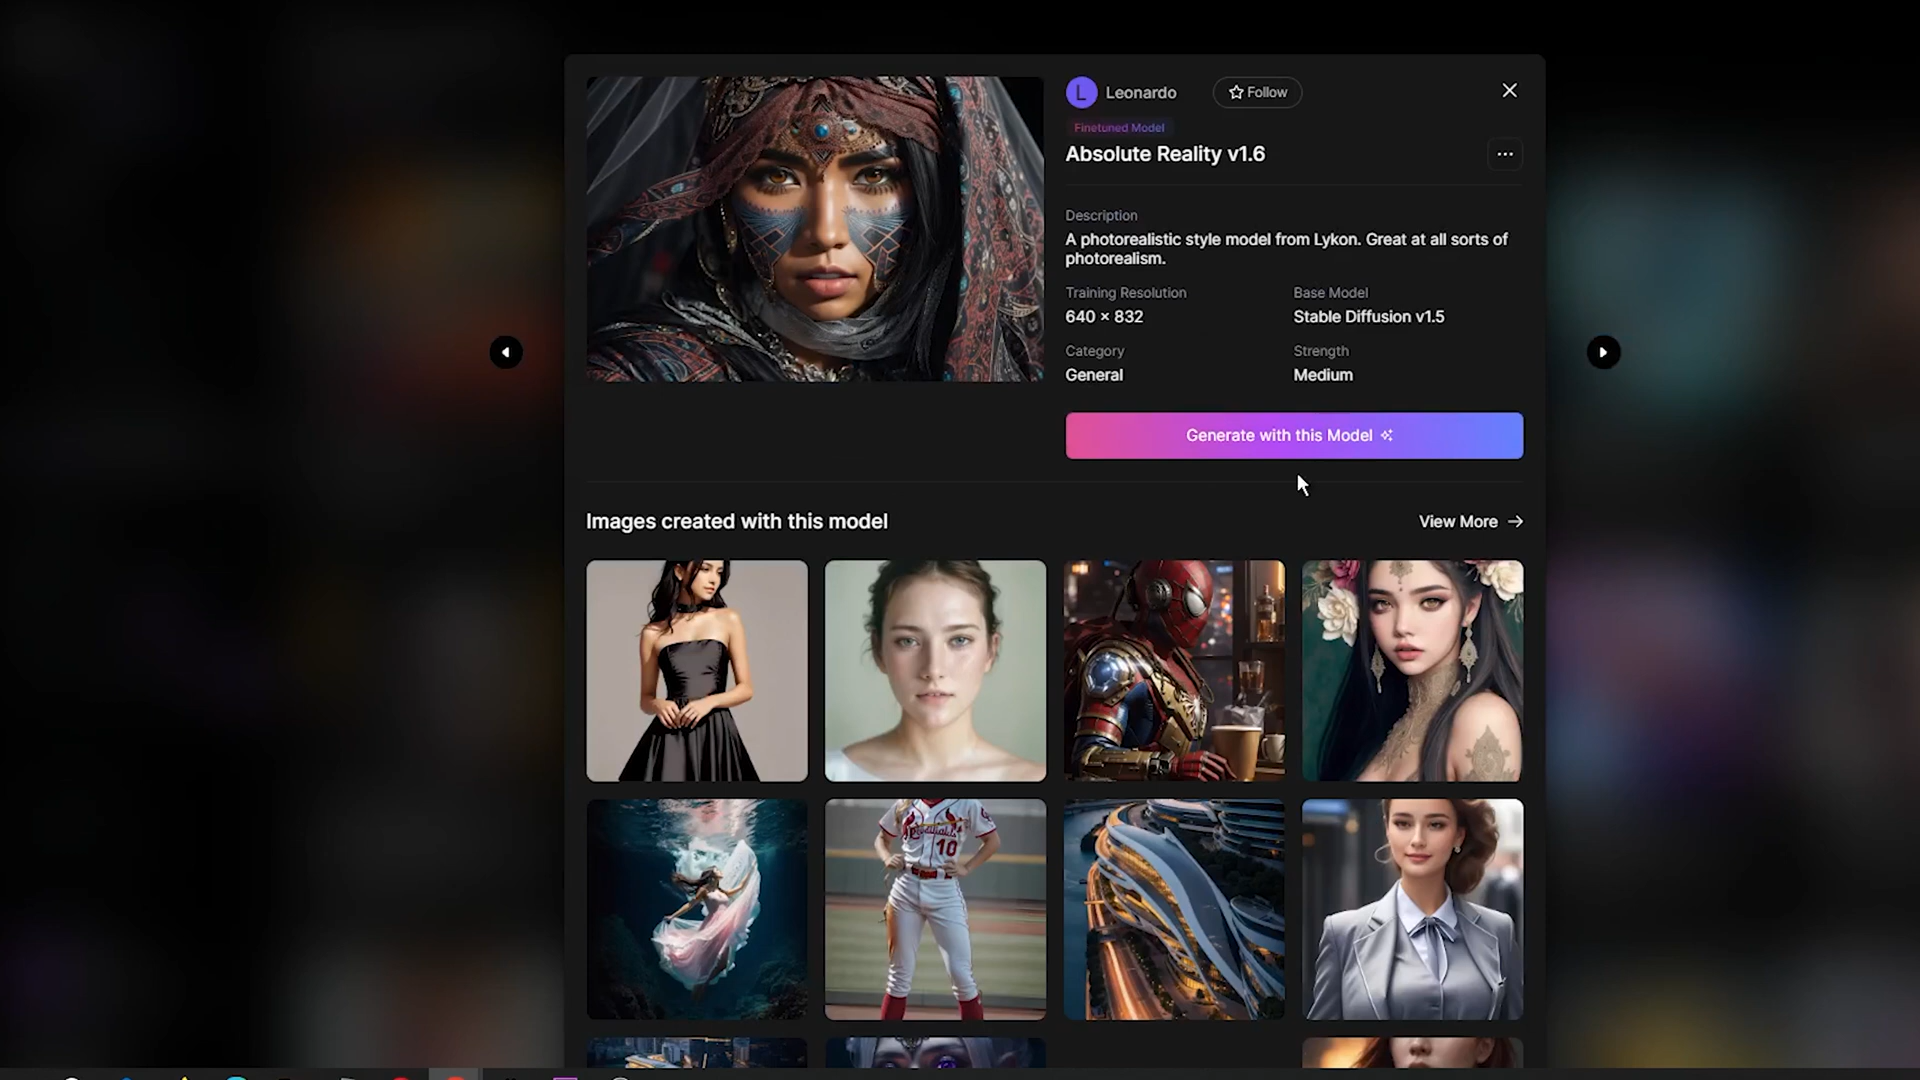 L Leonardo
Follow
Finetuned Model
Absolute Reality v1.6
Description
A photorealistic style model from Lykon. Great at all sorts of
photorealism.
Training Resolution
Base Model
640 × 832
Stable Diffusion v1.5
Category
Strength
General
Medium
Generate with this Model
Images created with this model
View More
10